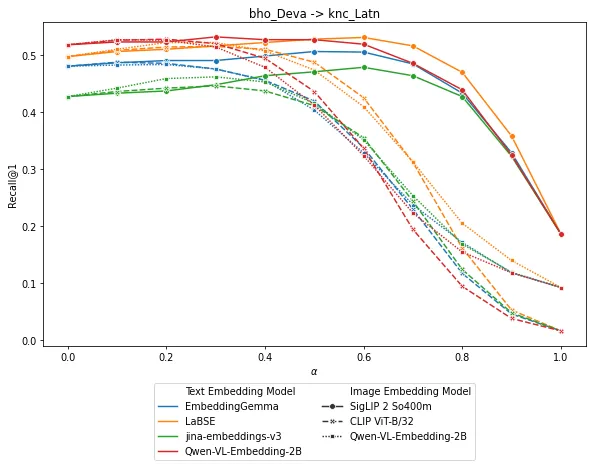 bho_Deva -> knc_Latn
Recall@1
0.5
0.4
0.3
0.2
0.1
0.0
0.0 0.2 0.4 0.6 0.8 1.0
α
Text Embedding Model
EmbeddingGemma
LaBSE
jina-embeddings-v3
Qwen-VL-Embedding-2B
Image Embedding Model
SigLIP 2 So400m
CLIP ViT-B/32
Qwen-VL-Embedding-2B